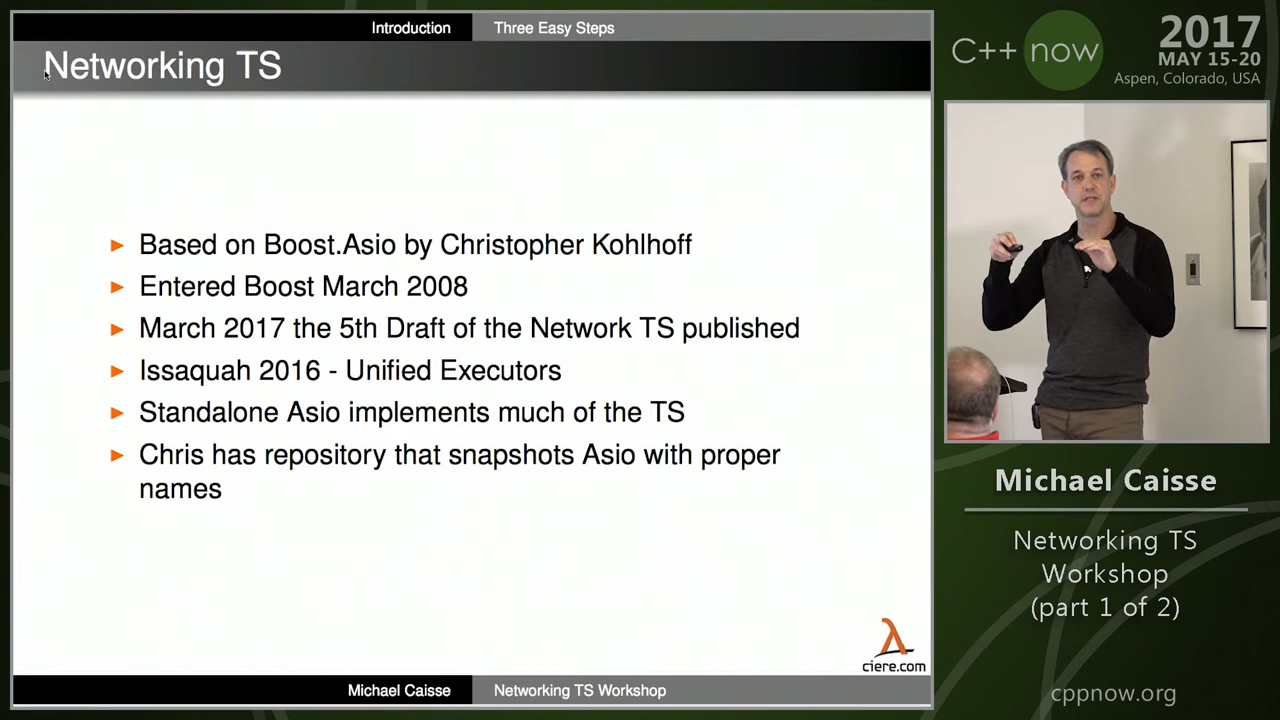 Introduction
Three Easy Steps
Networking TS
Based on Boost.Asio by Christopher Kohlhoff
Entered Boost March 2008
March 2017 the 5th Draft of the Network TS published
Issaquah 2016 - Unified Executors
Standalone Asio implements much of the TS
Chris has repository that snapshots Asio with proper
names
ciere.com
Michael Caisse
Networking TS Workshop
C++ now
2017
MAY 15-20
Aspen, Colorado, USA
Michael Caisse
Networking TS
Workshop
(part 1 of 2)
cppnow.org